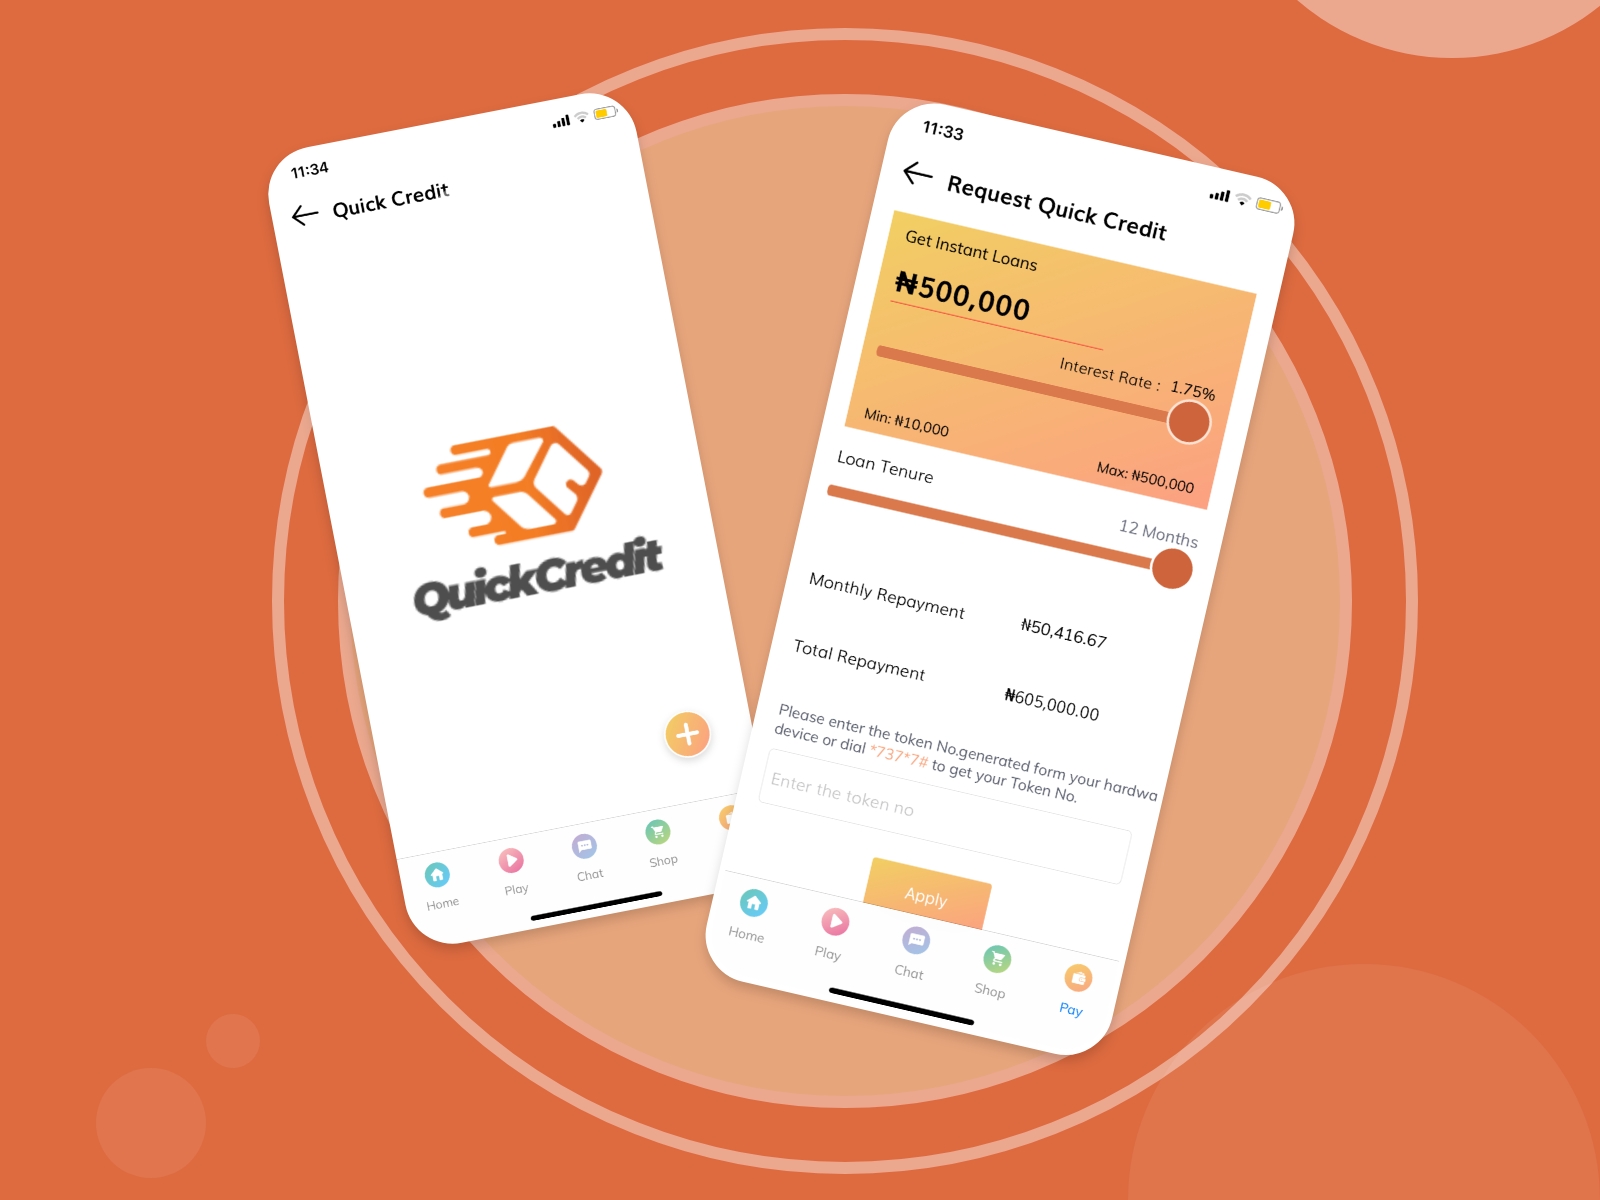 11:34
Quick Credit
QuickCredit
Home
Play
Chat
Shop
11:33
Request Quick Credit
Get Instant Loans
₦500,000
Interest Rate : 1.75%
Min: ₦10,000
Max: ₦500,000
Loan Tenure
12 Months
Monthly Repayment ₦50,416.67
Total Repayment ₦605,000.00
Please enter the token No.generated form your hardwa
device or dial *737*7# to get your Token No.
Enter the token no
Apply
Home
Play
Chat
Shop
Pay